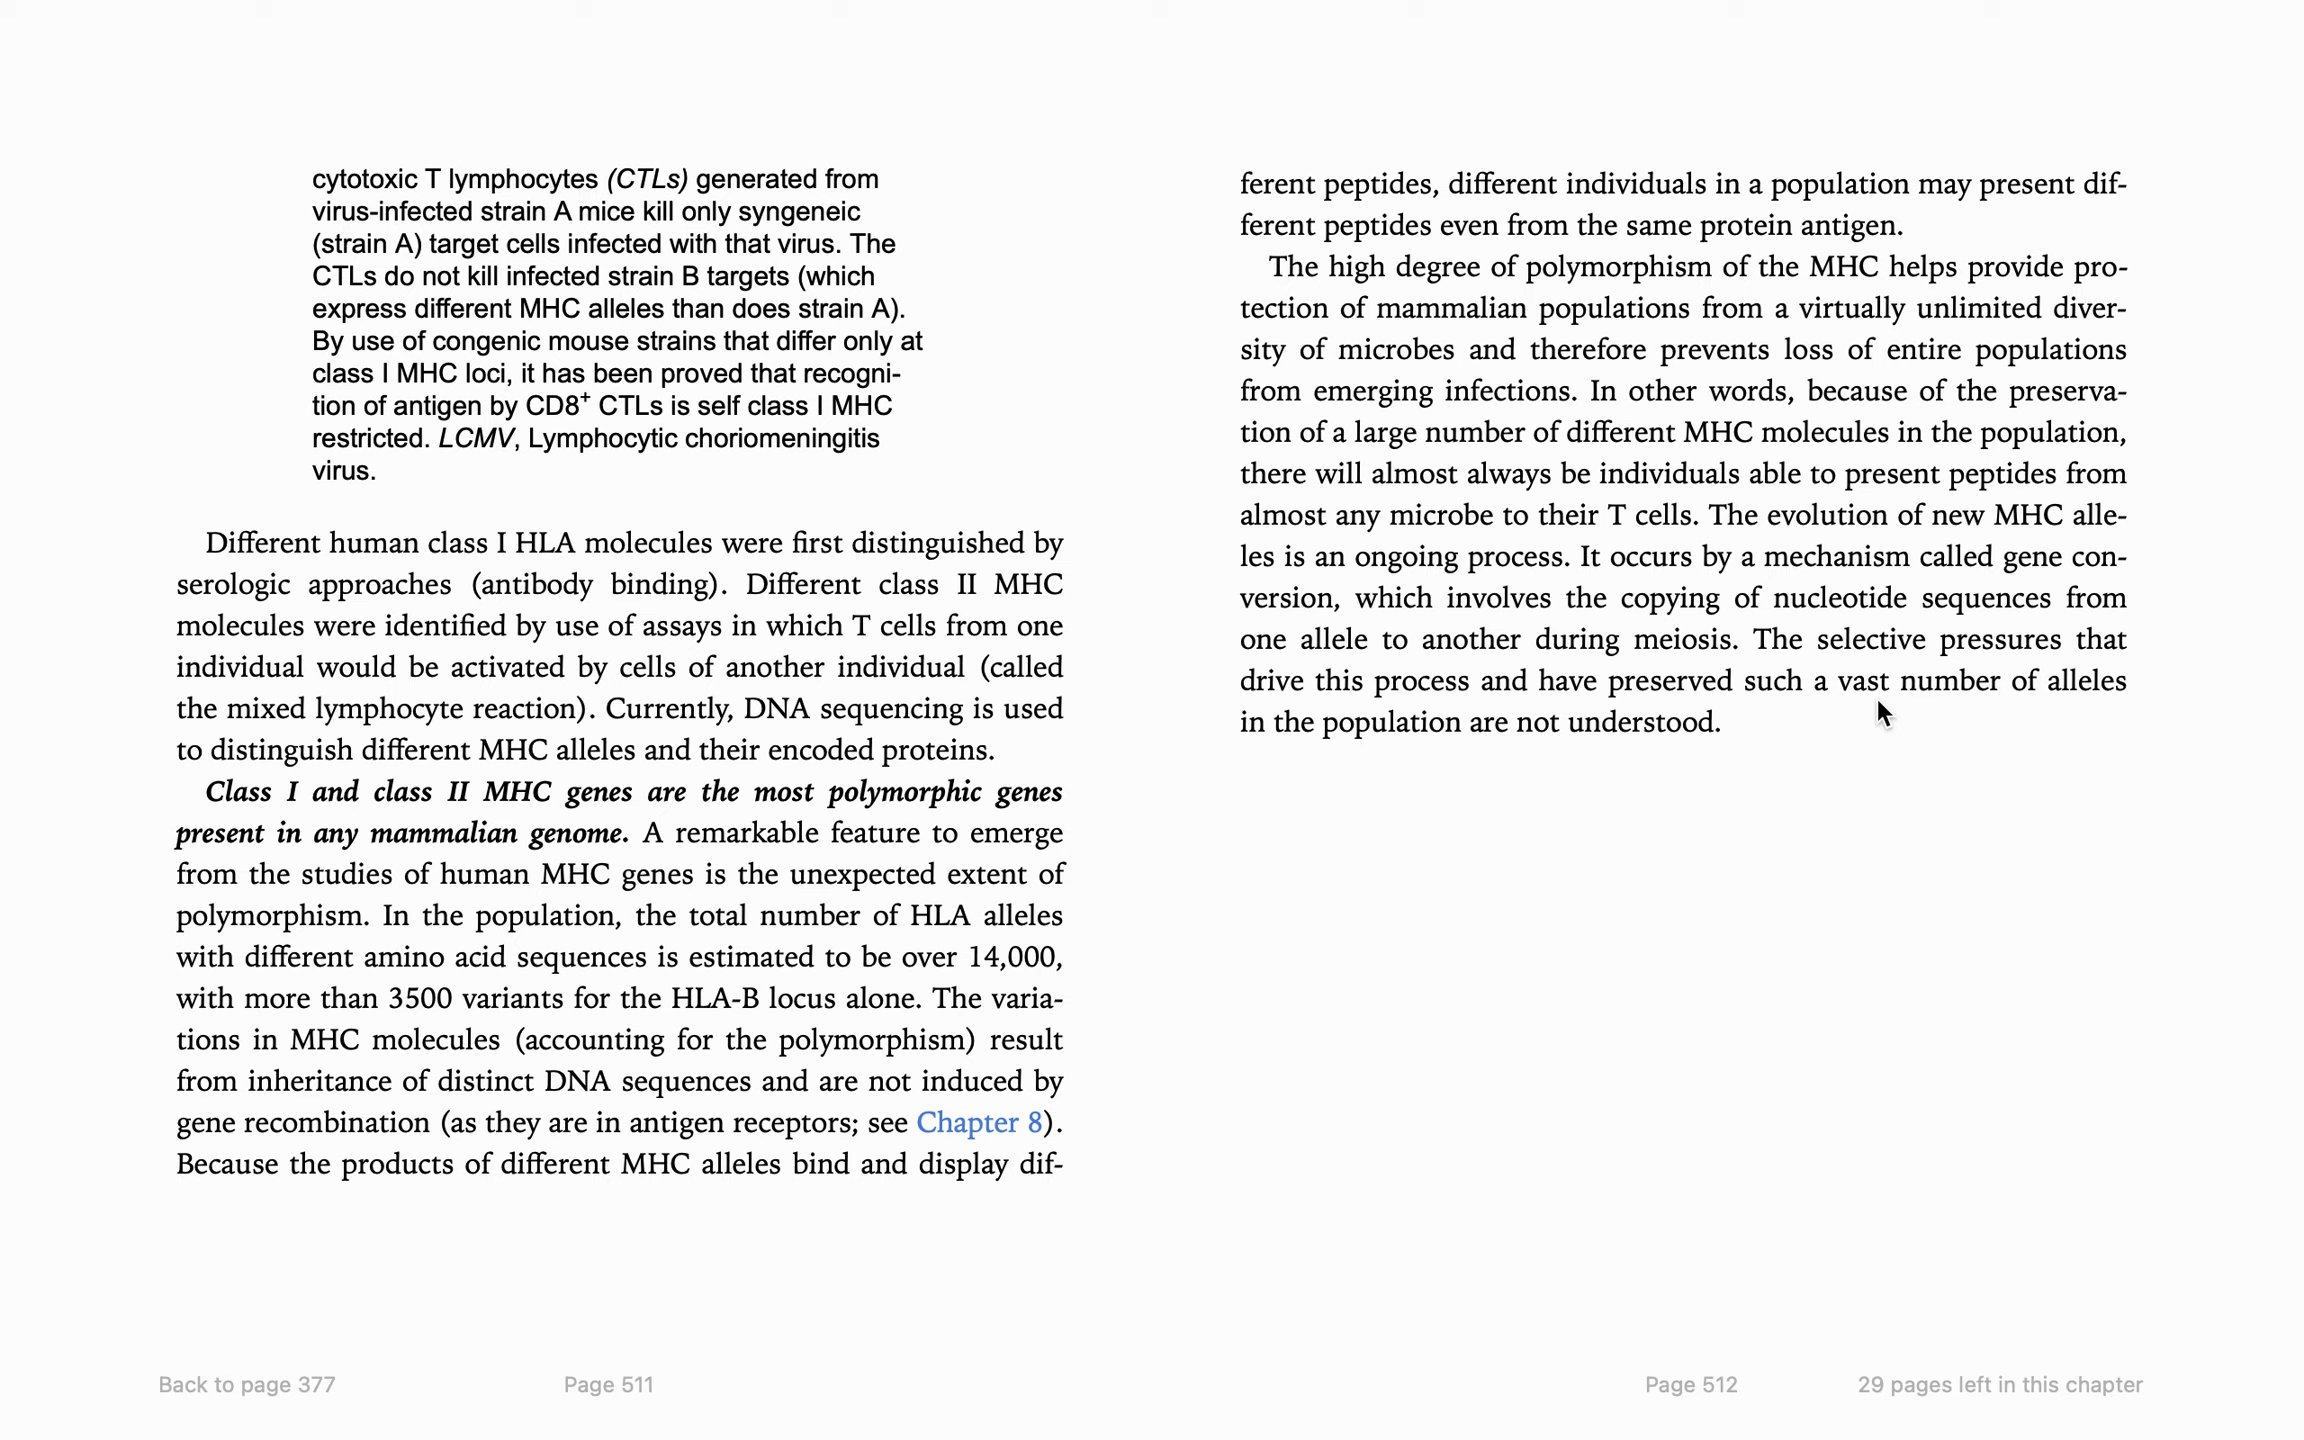 cytotoxic T lymphocytes (CTLs) generated from
virus-infected strain A mice kill only syngeneic
(strain A) target cells infected with that virus. The
CTLs do not kill infected strain B targets (which
express different MHC alleles than does strain A).
By use of congenic mouse strains that differ only at
class I MHC loci, it has been proved that recogni-
tion of antigen by CD8⁺ CTLs is self class I MHC
restricted. LCMV, Lymphocytic choriomeningitis
virus.
Different human class I HLA molecules were first distinguished by
serologic approaches (antibody binding). Different class II MHC
molecules were identified by use of assays in which T cells from one
individual would be activated by cells of another individual (called
the mixed lymphocyte reaction). Currently, DNA sequencing is used
to distinguish different MHC alleles and their encoded proteins.
Class I and class II MHC genes are the most polymorphic genes
present in any mammalian genome. A remarkable feature to emerge
from the studies of human MHC genes is the unexpected extent of
polymorphism. In the population, the total number of HLA alleles
with different amino acid sequences is estimated to be over 14,000,
with more than 3500 variants for the HLA-B locus alone. The varia-
tions in MHC molecules (accounting for the polymorphism) result
from inheritance of distinct DNA sequences and are not induced by
gene recombination (as they are in antigen receptors; see Chapter 8).
Because the products of different MHC alleles bind and display dif-
ferent peptides, different individuals in a population may present dif-
ferent peptides even from the same protein antigen.
The high degree of polymorphism of the MHC helps provide pro-
tection of mammalian populations from a virtually unlimited diver-
sity of microbes and therefore prevents loss of entire populations
from emerging infections. In other words, because of the preserva-
tion of a large number of different MHC molecules in the population,
there will almost always be individuals able to present peptides from
almost any microbe to their T cells. The evolution of new MHC alle-
les is an ongoing process. It occurs by a mechanism called gene con-
version, which involves the copying of nucleotide sequences from
one allele to another during meiosis. The selective pressures that
drive this process and have preserved such a vast number of alleles
in the population are not understood.
Back to page 377
Page 511
Page 512
29 pages left in this chapter